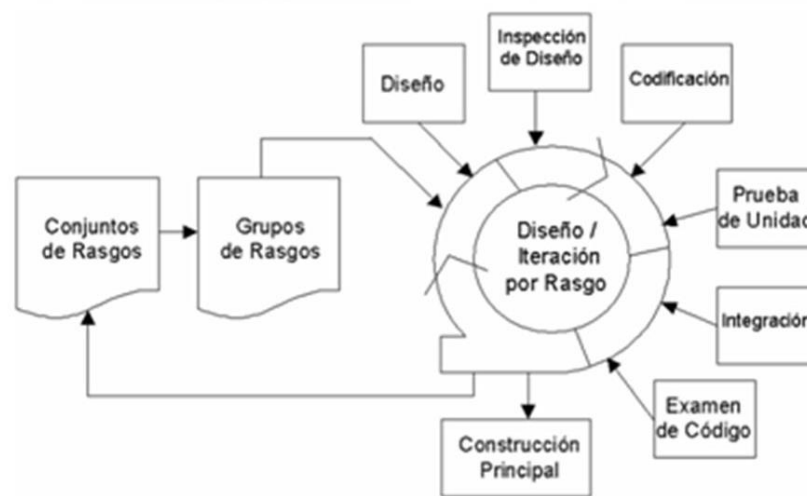 Inspección
de Diseño
Diseño
Codificación
Conjuntos
de Rasgos
Grupos
de Rasgos
Diseño /
Iteración
por Rasgo
Prueba
de Unidad
Integración
Examen
de Código
Construcción
Principal